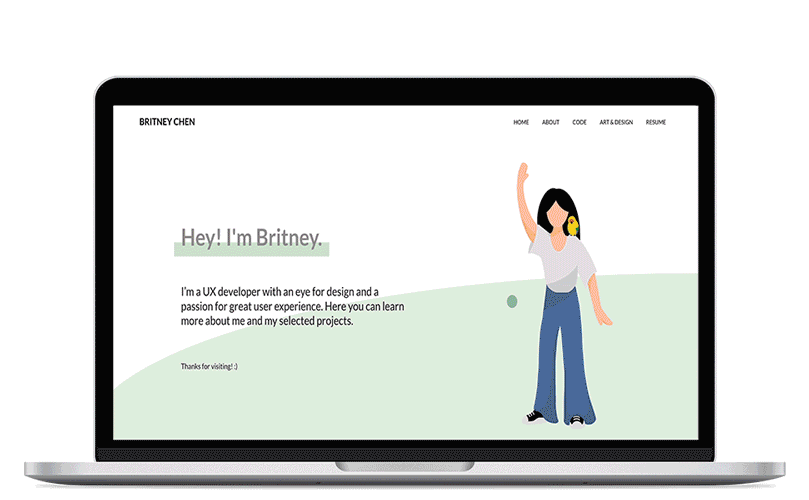 BRITNEY CHEN
HOME ABOUT CODE ART & DESIGN RESUME
Hey! I'm Britney.
I'm a UX developer with an eye for design and a
passion for great user experience. Here you can learn
more about me and my selected projects.
Thanks for visiting! :)